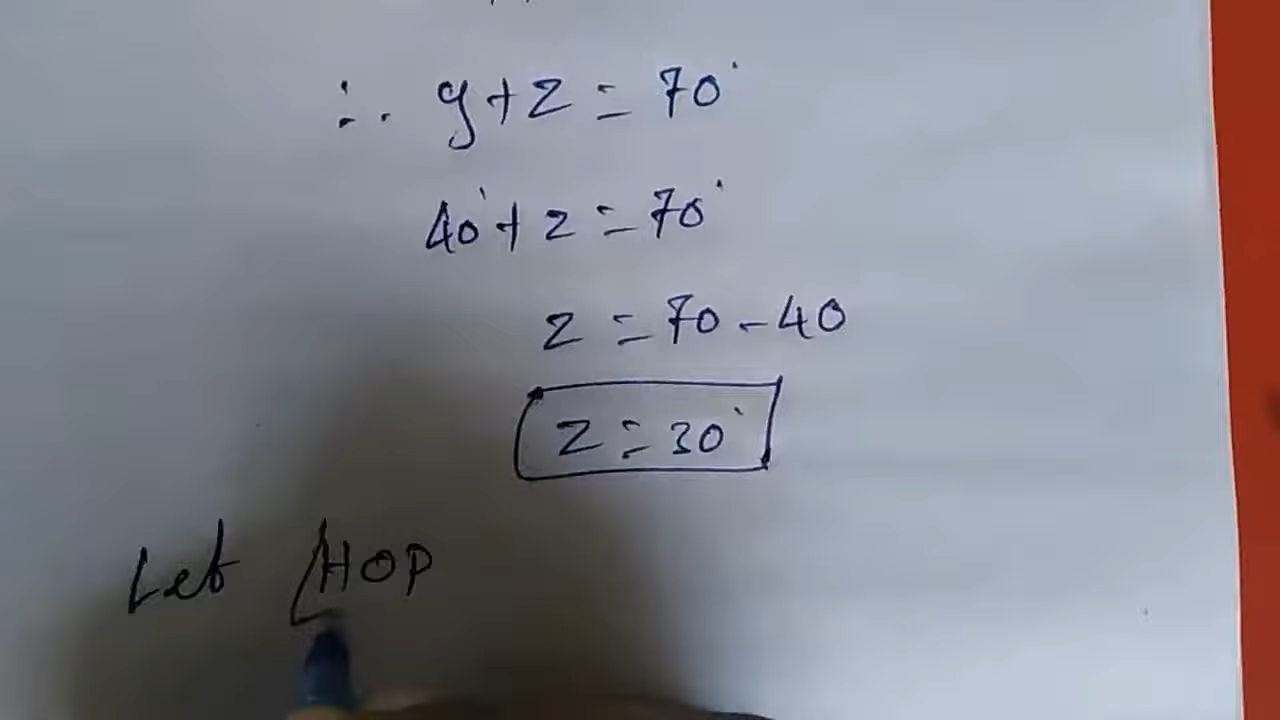 ∴ y + z = 70°
40° + z = 70°
z = 70 - 40
z = 30°
Let ∠HOP